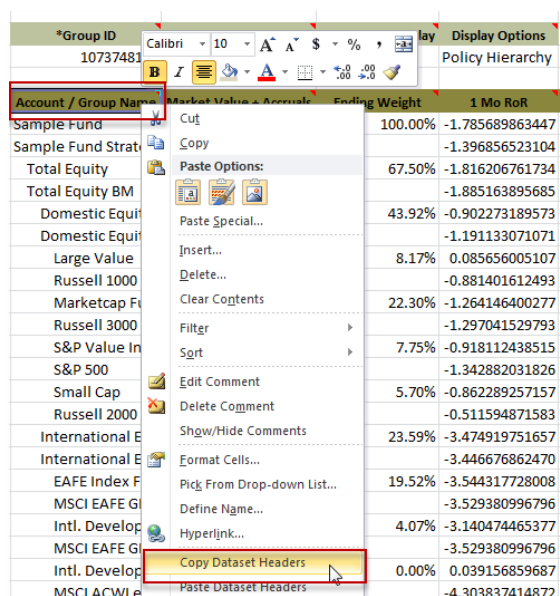 *Group ID lay Display Options
10737481 Policy Hierarchy
Calibri 10 A A $ % ,
B I A .00 .0 .00
Account / Group Name Market Value + Accruals Ending Weight 1 Mo RoR
Sample Fund 100.00% -1.785689863447
Sample Fund Strat -1.396856523104
Total Equity 67.50% -1.816206761734
Total Equity BM -1.885163895685
Domestic Equi 43.92% -0.902273189573
Domestic Equit -1.191133071071
Large Value 8.17% 0.085656005107
Russell 1000 -0.881401612493
Marketcap Fu 22.30% -1.264146400277
Russell 3000 -1.297041529793
S&P Value In 7.75% -0.918112438515
S&P 500 -1.342882031826
Small Cap 5.70% -0.862289257157
Russell 2000 -0.511594871583
International E 23.59% -3.474919751657
International E -3.446676862470
EAFE Index F 19.52% -3.544317728008
MSCI EAFE G -3.529380996796
Intl. Develop 4.07% -3.140474465377
MSCI EAFE G -3.529380996796
Intl. Develop 0.00% 0.039156859687
MSCI ACWI e -4.303837414872
Cut
Copy
Paste Options:
Paste Special...
Insert...
Delete...
Clear Contents
Filter
Sort
Edit Comment
Delete Comment
Show/Hide Comments
Format Cells...
Pick From Drop-down List...
Define Name...
Hyperlink...
Copy Dataset Headers
Paste Dataset Headers